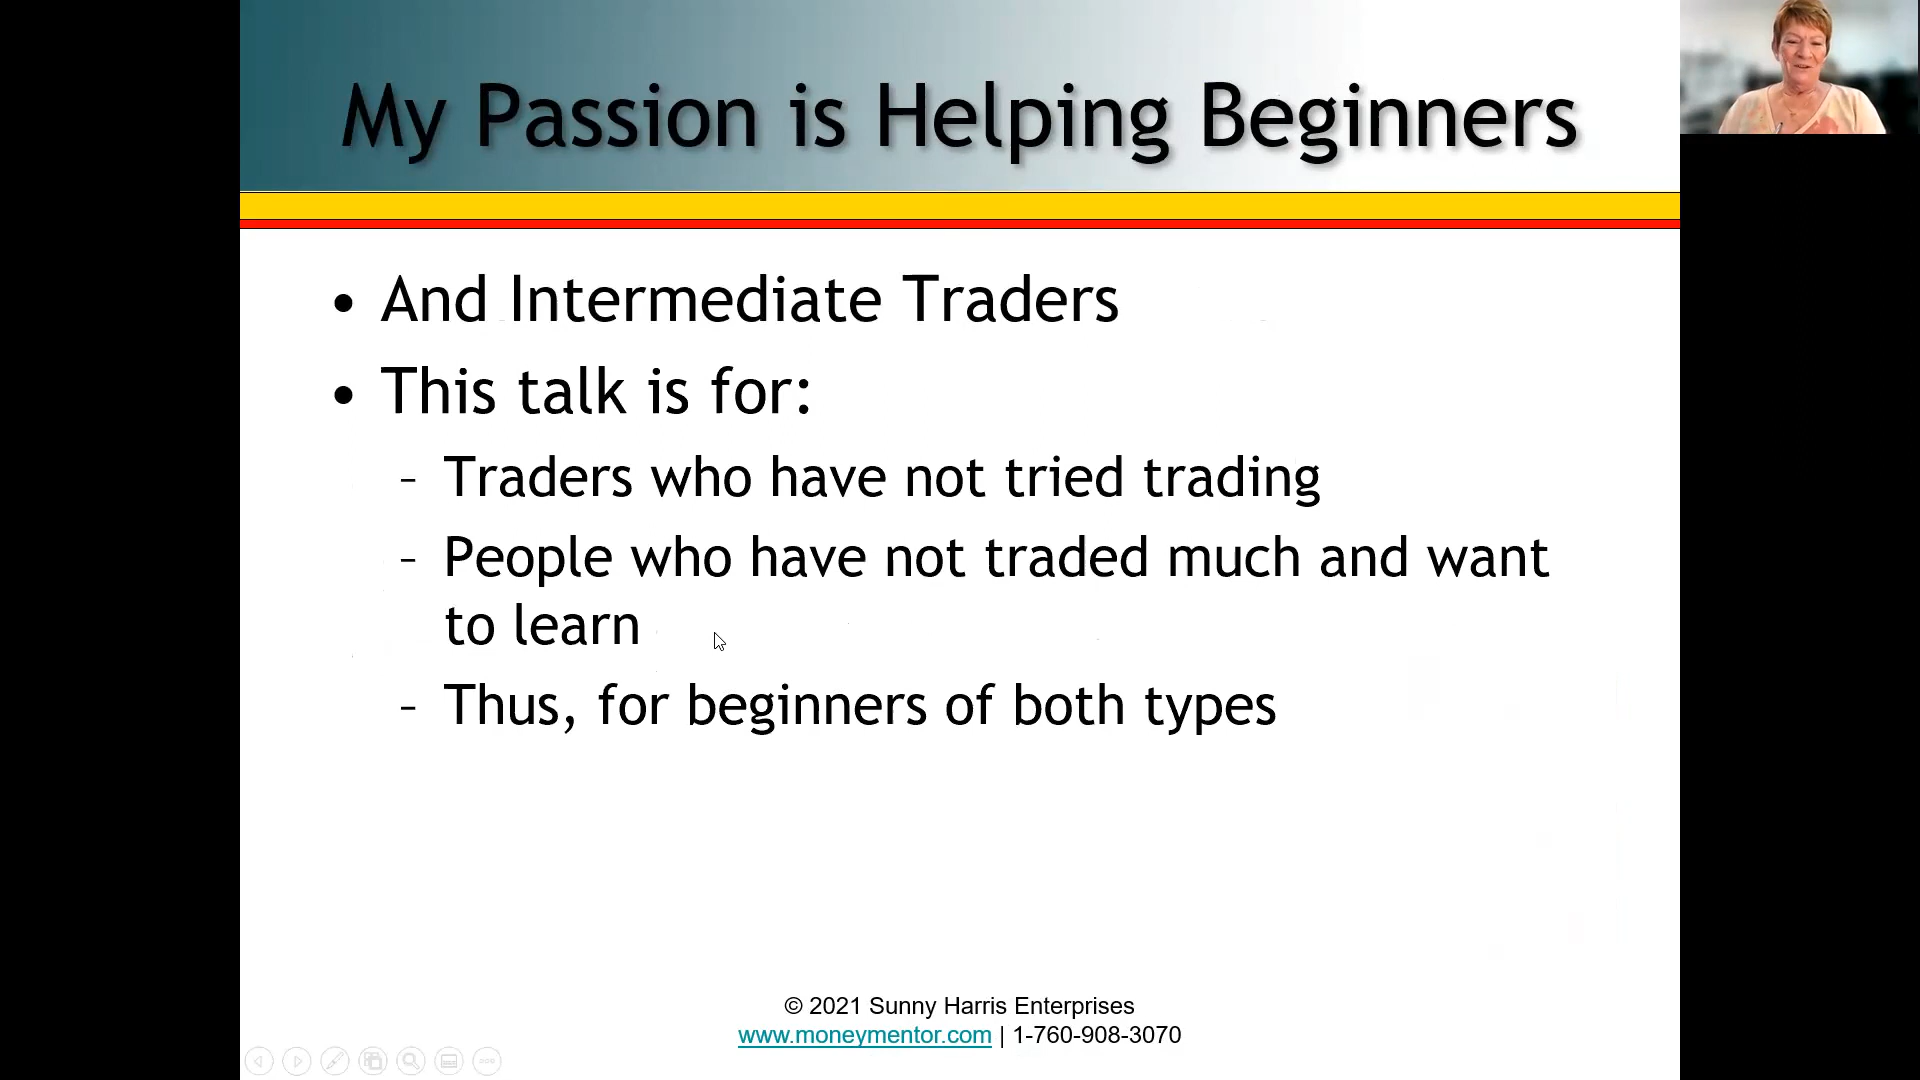 My Passion is Helping Beginners
• And Intermediate Traders
• This talk is for:
– Traders who have not tried trading
– People who have not traded much and want
to learn
– Thus, for beginners of both types
© 2021 Sunny Harris Enterprises
www.moneymentor.com | 1-760-908-3070